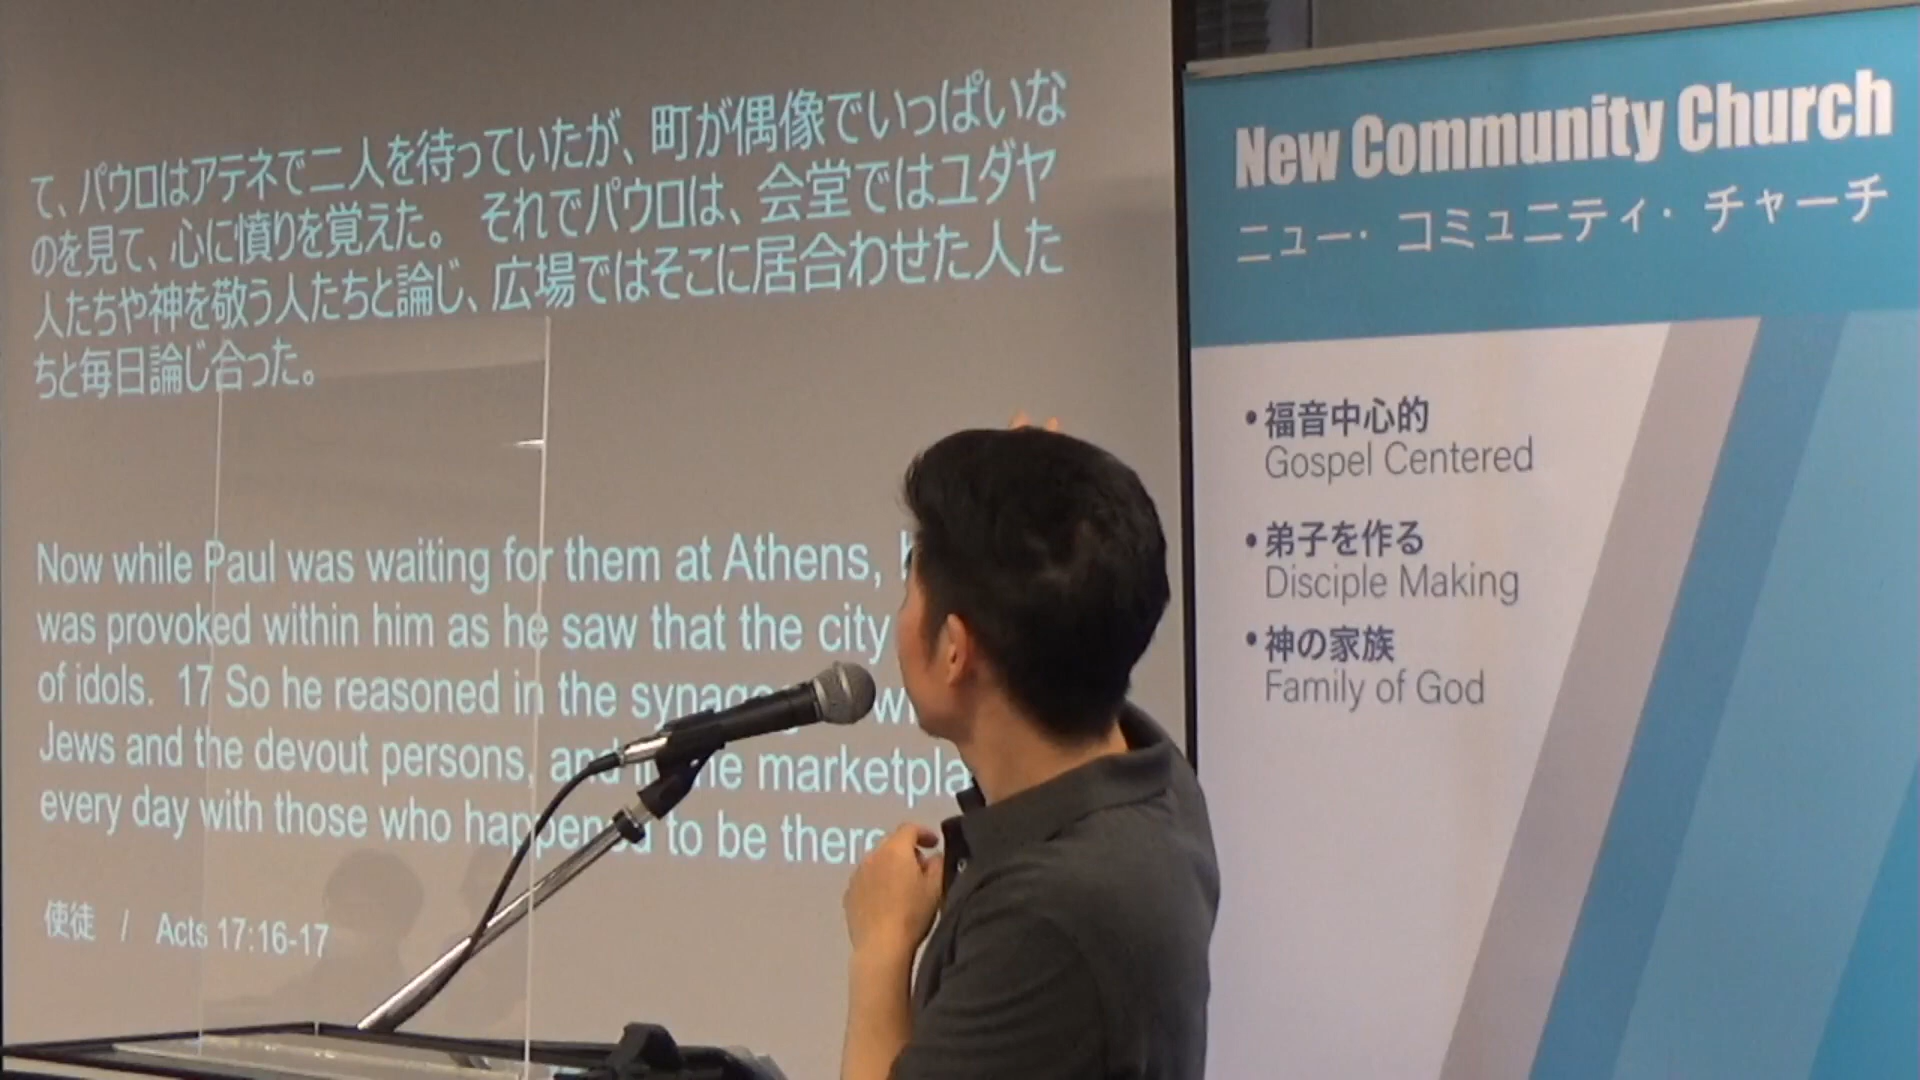 て、パウロはアテネで二人を待っていたが、町が偶像でいっぱいな
のを見て、心に憤りを覚えた。 それでパウロは、会堂ではユダヤ
人たちや神を敬う人たちと論じ、広場ではそこに居合わせた人た
ちと毎日論じ合った。
Now while Paul was waiting for them at Athens,
was provoked within him as he saw that the city
of idols. 17 So he reasoned in the
Jews and the devout persons, and in the
every day with those who happened to be there
使徒 / Acts 17:16-17
New Community Church
ニュー・コミュニティ・チャーチ
•福音中心的
Gospel Centered
•弟子を作る
Disciple Making
•神の家族
Family of God